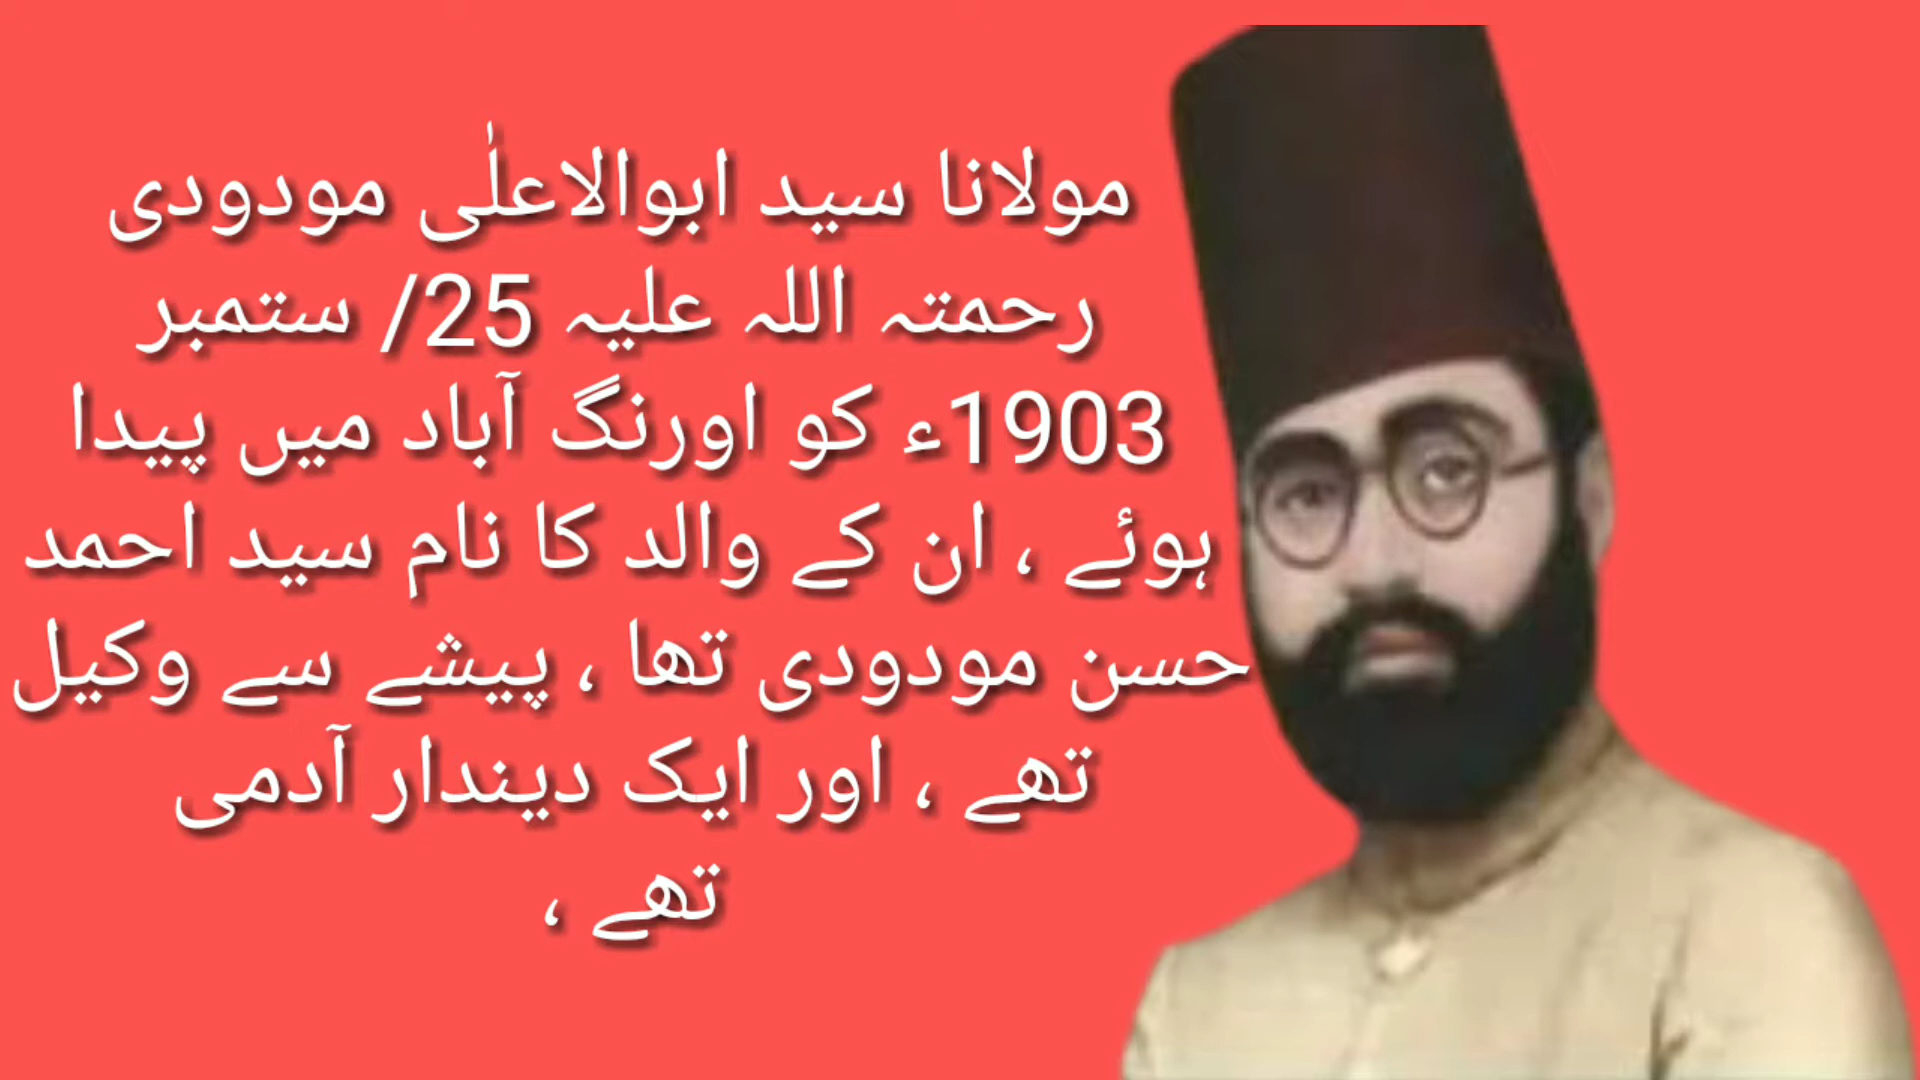 مولانا سید ابوالاعلٰی مودودی
رحمتہ اللہ علیہ 25/ ستمبر
1903ء کو اورنگ آباد میں پیدا
ہوئے ، ان کے والد کا نام سید احمد
حسن مودودی تھا ، پیشے سے وکیل
تھے ، اور ایک دیندار آدمی
تھے ،